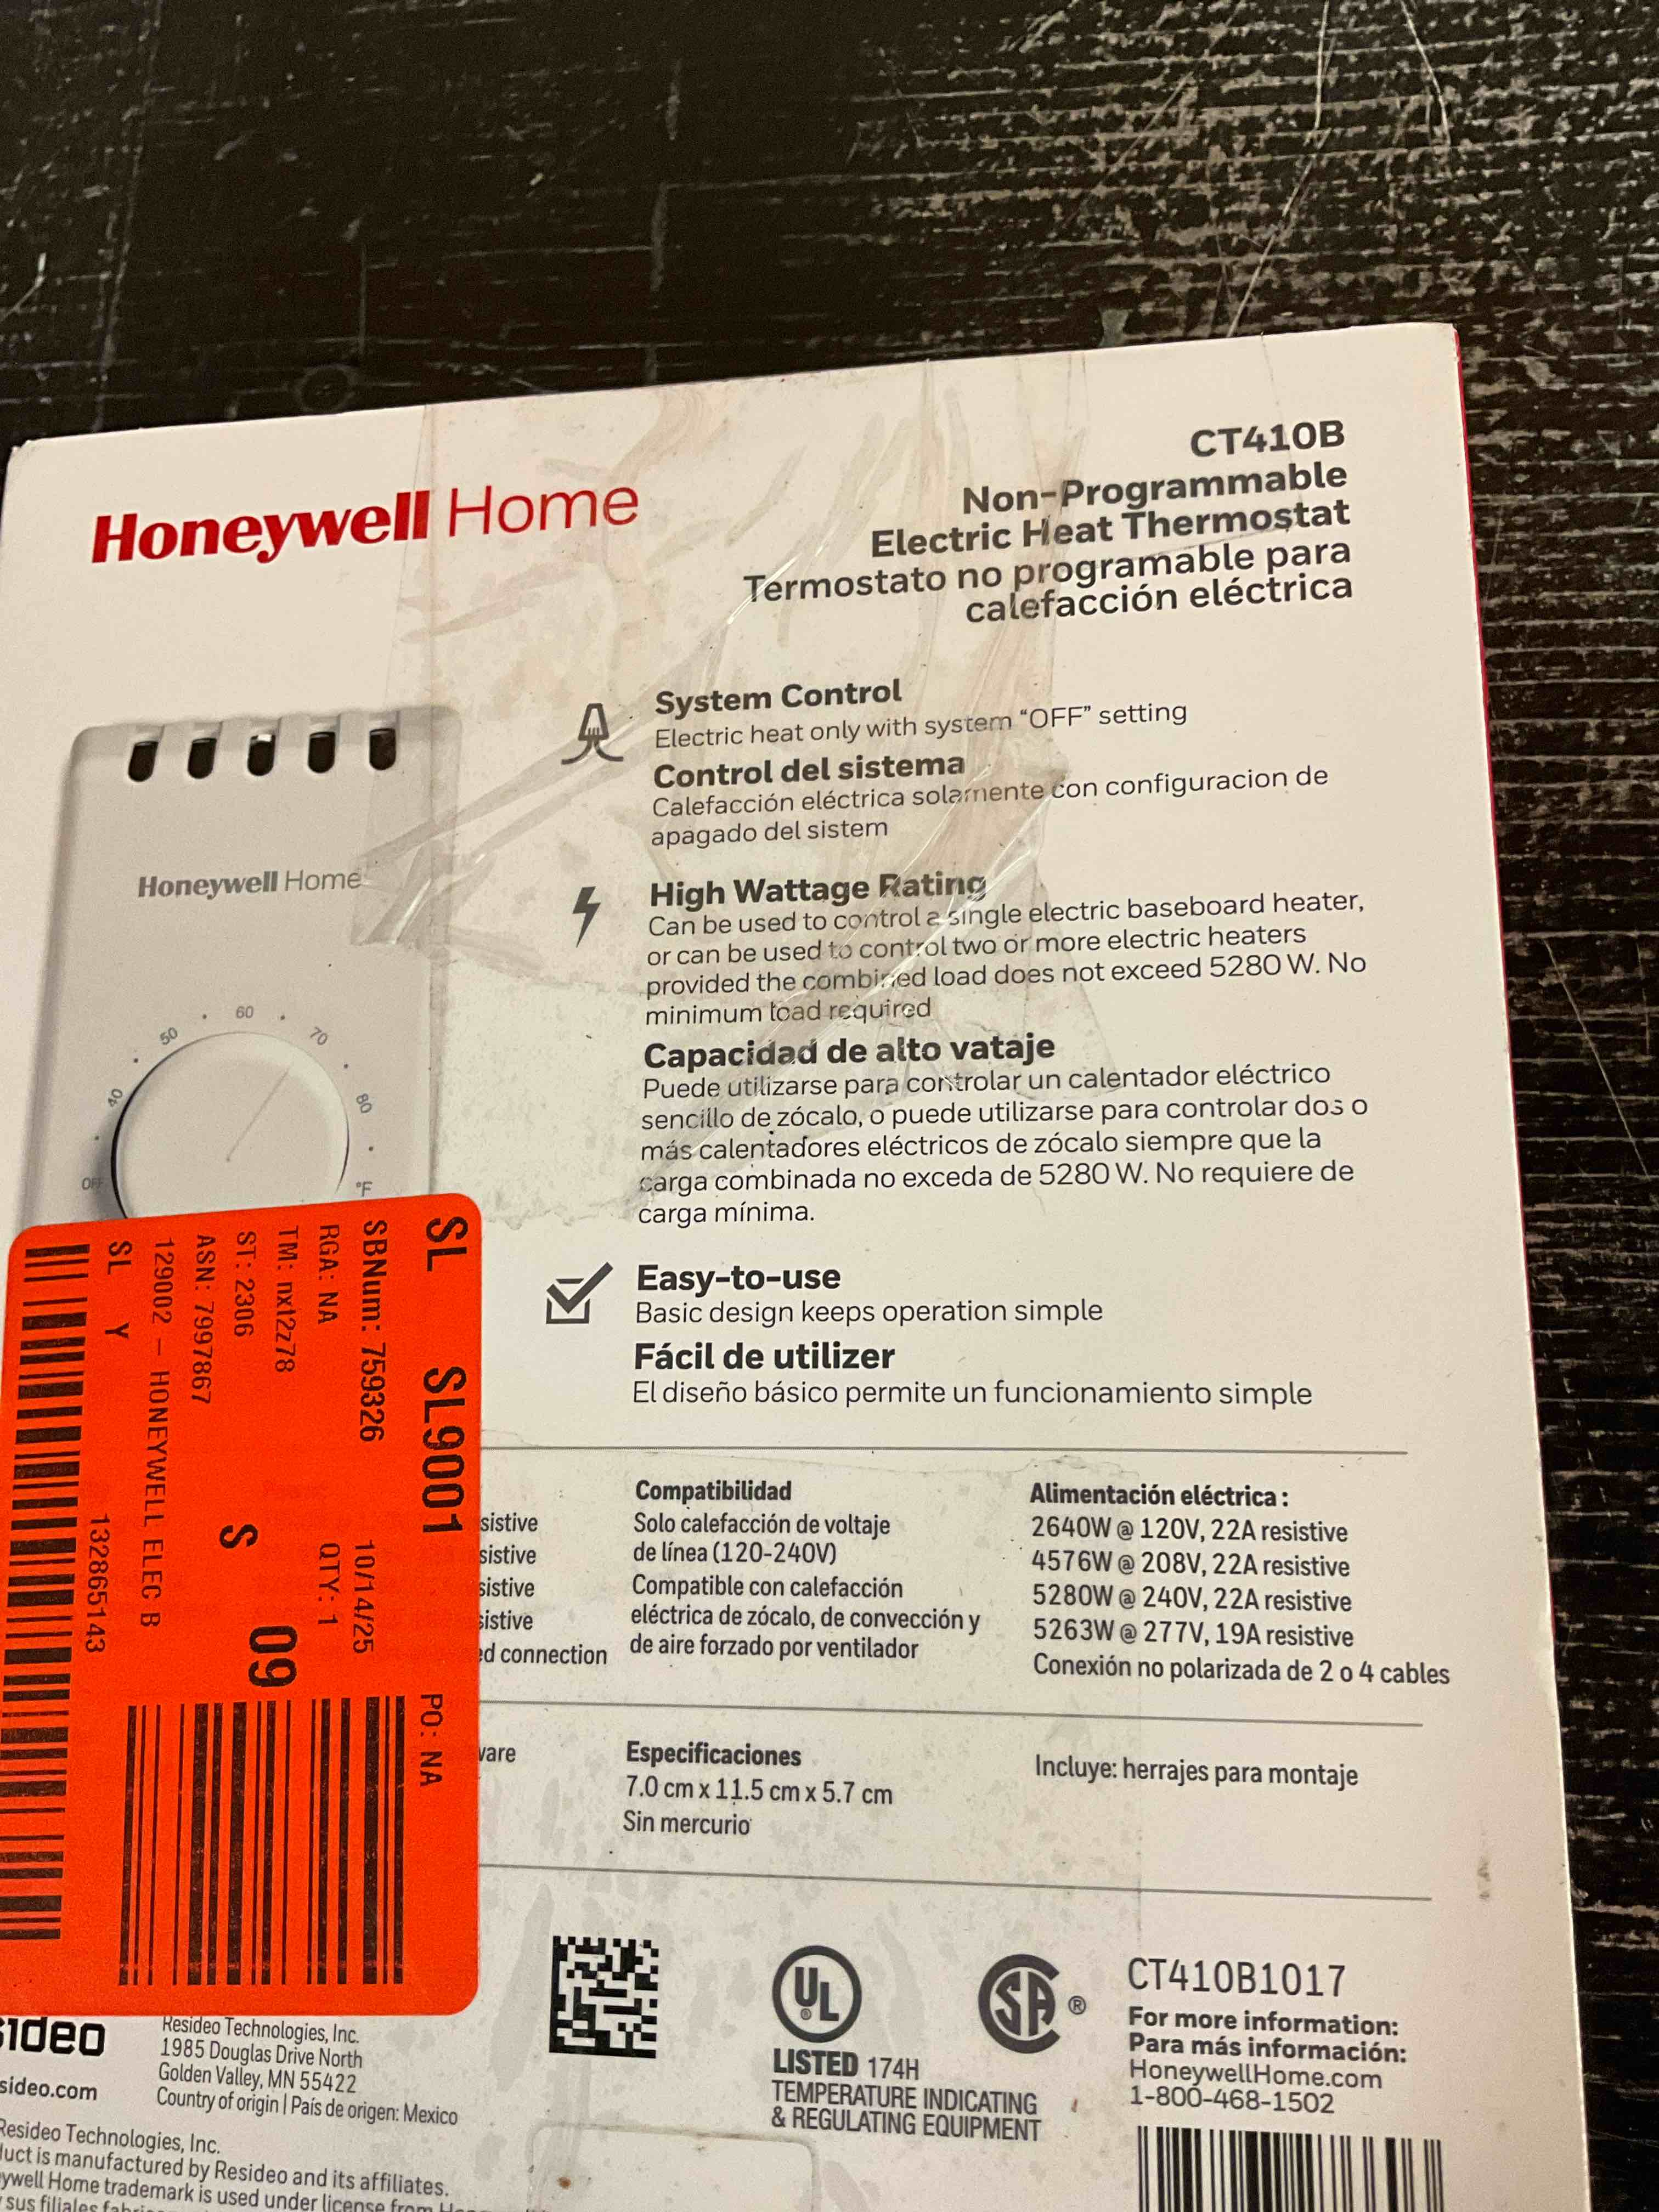 CT410B
Non-Programmable
Electric Heat Thermostat
Termostato no programable para
calefacción eléctrica
Honeywell Home
System Control
Electric heat only with system “OFF” setting
Control del sistema
Calefacción eléctrica solamente con configuracion de
apagado del sistem
High Wattage Rating
Can be used to control a single electric baseboard heater,
or can be used to control two or more electric heaters
provided the combined load does not exceed 5280 W. No
minimum load required
Capacidad de alto vataje
Puede utilizarse para controlar un calentador eléctrico
sencillo de zócalo, o puede utilizarse para controlar dos o
más calentadores eléctricos de zócalo siempre que la
carga combinada no exceda de 5280 W. No requiere de
carga mínima.
Easy-to-use
Basic design keeps operation simple
Fácil de utilizer
El diseño básico permite un funcionamiento simple
Honeywell Home
OFF 40 50 60 70 80 °F
SL SL9001 PO: NA
SBNum: 759326 10/14/25
RGA: NA QTY: 1
TM: nxt2z78
ST: 2306 S 09
ASN: 7997867
129002 – HONEYWELL ELEC B
SL Y 132865143
sistive
sistive
sistive
sistive
ed connection
Compatibilidad
Solo calefacción de voltaje
de línea (120-240V)
Compatible con calefacción
eléctrica de zócalo, de convección y
de aire forzado por ventilador
Alimentación eléctrica :
2640W @ 120V, 22A resistive
4576W @ 208V, 22A resistive
5280W @ 240V, 22A resistive
5263W @ 277V, 19A resistive
Conexión no polarizada de 2 o 4 cables
ware
Especificaciones
7.0 cm x 11.5 cm x 5.7 cm
Sin mercurio
Incluye: herrajes para montaje
sideo
sideo.com
Resideo Technologies, Inc.
1985 Douglas Drive North
Golden Valley, MN 55422
Country of origin | País de origen: Mexico
UL
LISTED 174H
TEMPERATURE INDICATING
& REGULATING EQUIPMENT
SA ®
CT410B1017
For more information:
Para más información:
HoneywellHome.com
1-800-468-1502
Resideo Technologies, Inc.
duct is manufactured by Resideo and its affiliates.
ywell Home trademark is used under license from
sus filiales